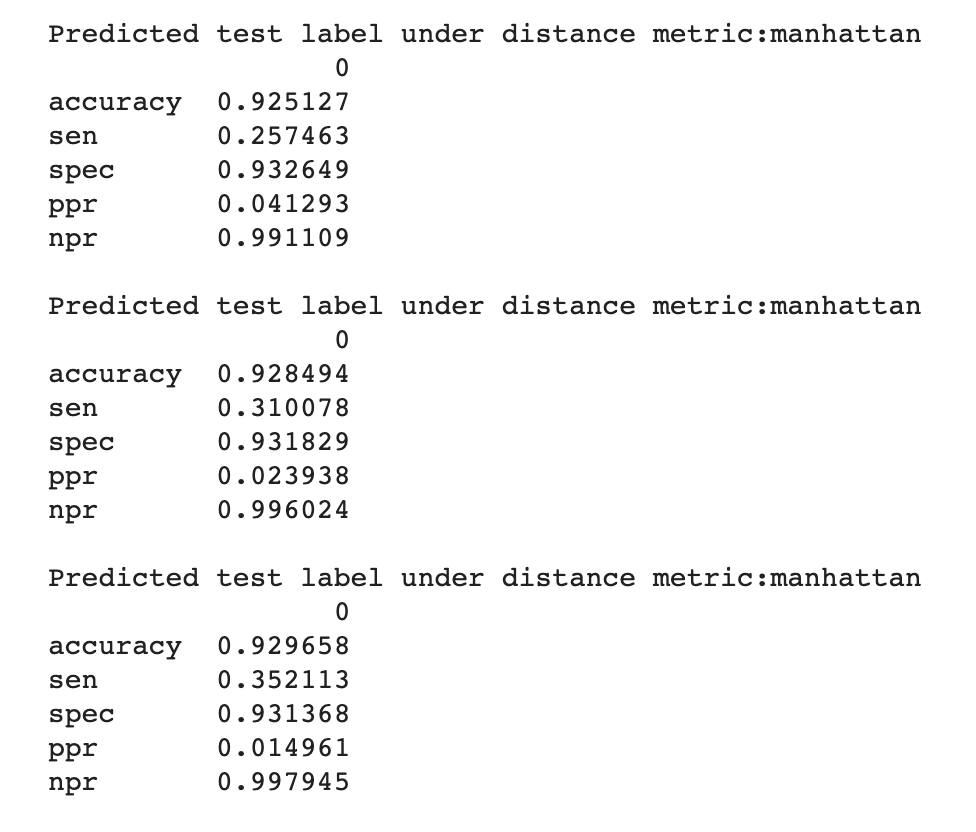 Predicted test label under distance metric:manhattan
0
accuracy 0.925127
sen 0.257463
spec 0.932649
ppr 0.041293
npr 0.991109
Predicted test label under distance metric:manhattan
0
accuracy 0.928494
sen 0.310078
spec 0.931829
ppr 0.023938
npr 0.996024
Predicted test label under distance metric:manhattan
0
accuracy 0.929658
sen 0.352113
spec 0.931368
ppr 0.014961
npr 0.997945